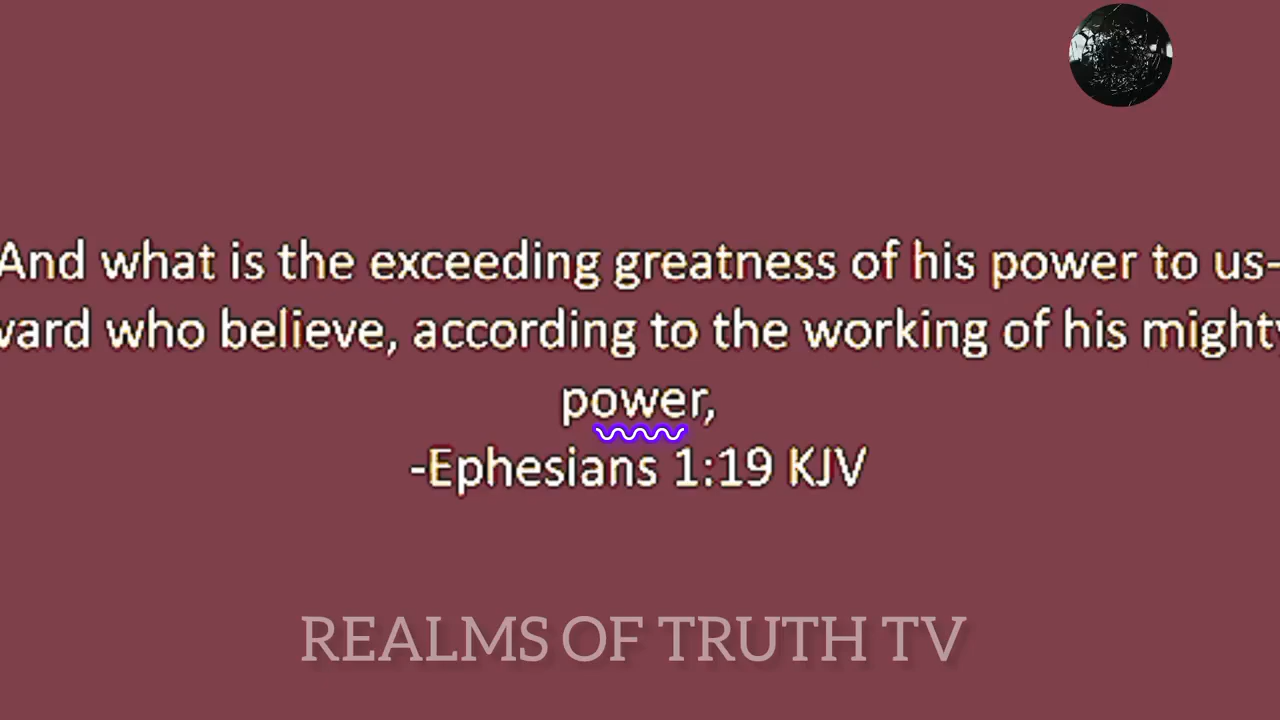 And what is the exceeding greatness of his power to us-
ward who believe, according to the working of his mighty
power,
-Ephesians 1:19 KJV
REALMS OF TRUTH TV